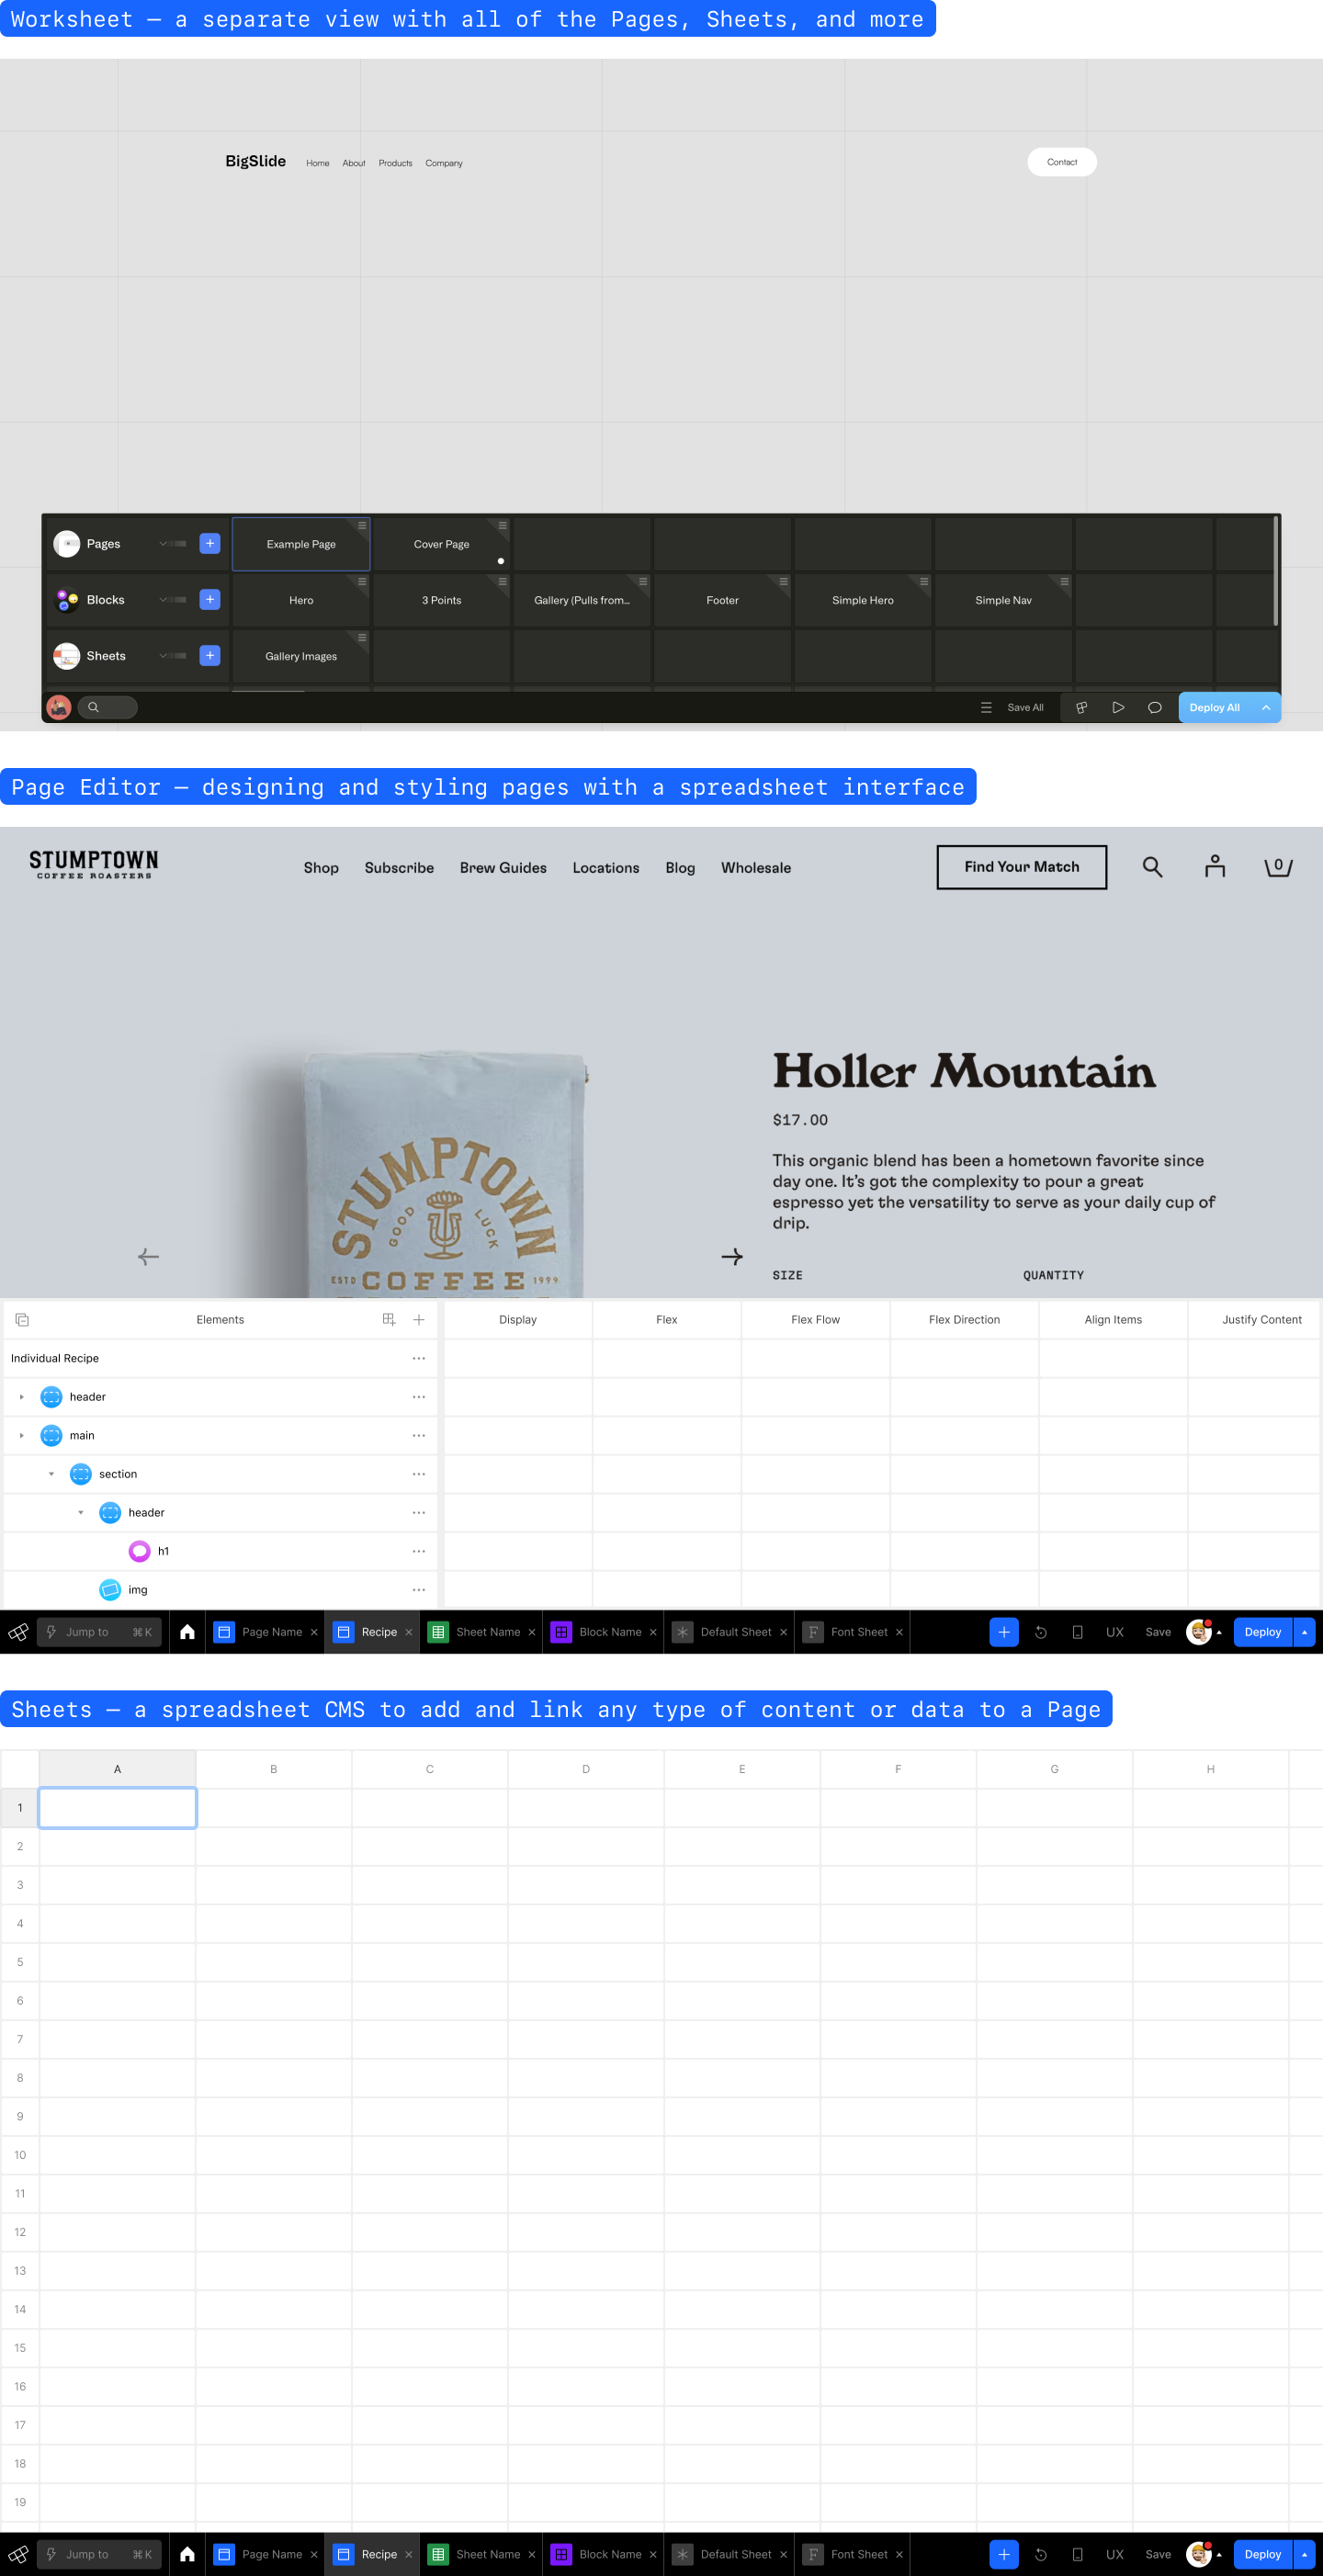 Worksheet — a separate view with all of the Pages, Sheets, and more
BigSlide Home About Products Company Contact
Pages Example Page Cover Page
Blocks Hero 3 Points Gallery (Pulls from... Footer Simple Hero Simple Nav
Sheets Gallery Images
Save All Deploy All
Page Editor — designing and styling pages with a spreadsheet interface
STUMPTOWN
COFFEE ROASTERS
Shop Subscribe Brew Guides Locations Blog Wholesale Find Your Match 0
Holler Mountain
$17.00
This organic blend has been a hometown favorite since
day one. It’s got the complexity to pour a great
espresso yet the versatility to serve as your daily cup of
drip.
SIZE QUANTITY
STUMPTOWN
GOOD LUCK
ESTD COFFEE 1999
Elements Display Flex Flex Flow Flex Direction Align Items Justify Content
Individual Recipe
header
main
section
header
h1
img
Jump to ⌘K Page Name Recipe Sheet Name Block Name Default Sheet Font Sheet UX Save Deploy
Sheets — a spreadsheet CMS to add and link any type of content or data to a Page
A B C D E F G H
1
2
3
4
5
6
7
8
9
10
11
12
13
14
15
16
17
18
19
Jump to ⌘K Page Name Recipe Sheet Name Block Name Default Sheet Font Sheet UX Save Deploy